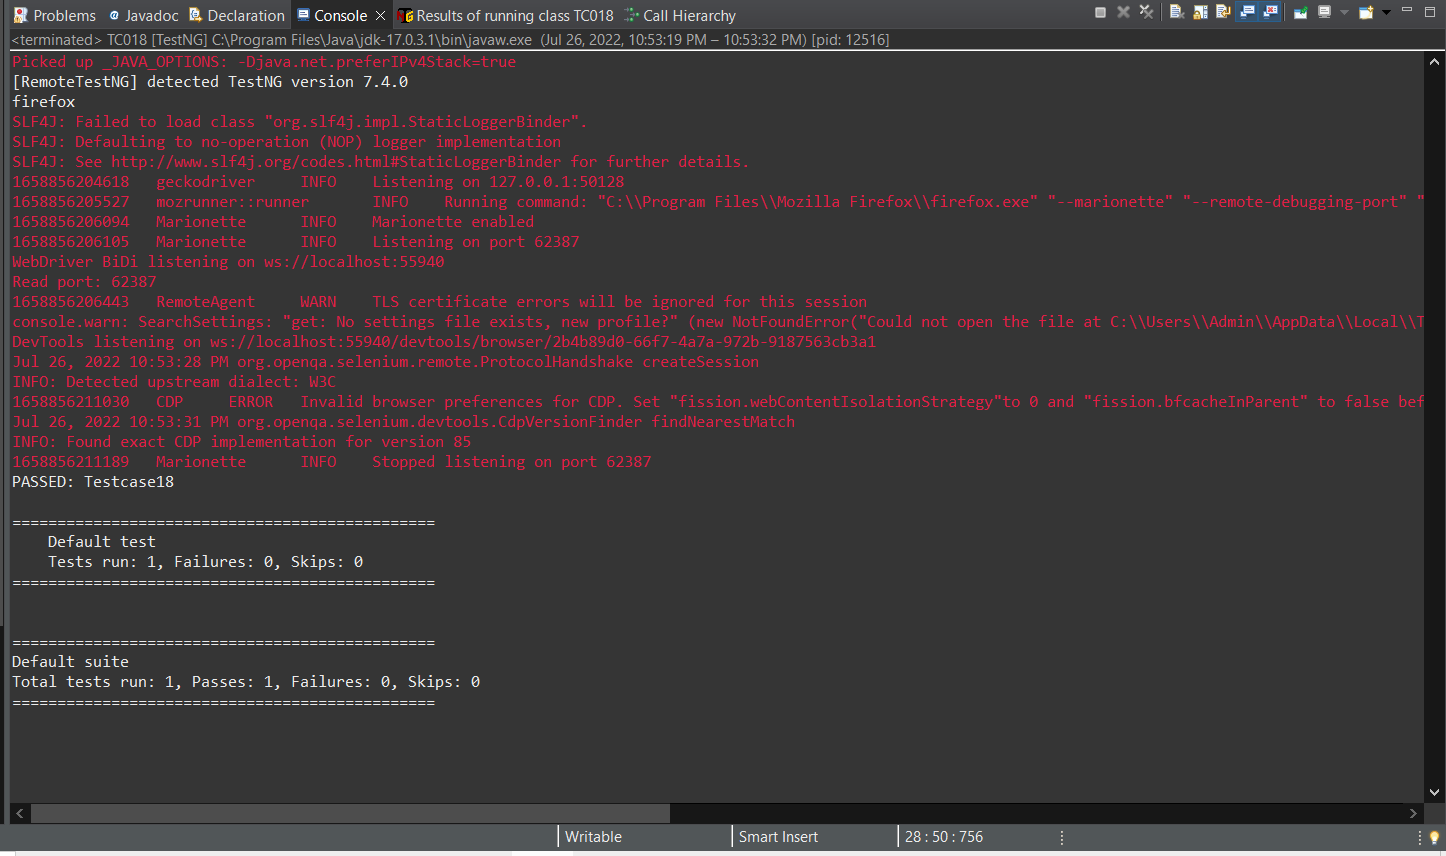 Problems Javadoc Declaration Console Results of running class TC018 Call Hierarchy
<terminated> TC018 [TestNG] C:\Program Files\Java\jdk-17.0.3.1\bin\javaw.exe (Jul 26, 2022, 10:53:19 PM – 10:53:32 PM) [pid: 12516]
Picked up _JAVA_OPTIONS: -Djava.net.preferIPv4Stack=true
[RemoteTestNG] detected TestNG version 7.4.0
firefox
SLF4J: Failed to load class "org.slf4j.impl.StaticLoggerBinder".
SLF4J: Defaulting to no-operation (NOP) logger implementation
SLF4J: See http://www.slf4j.org/codes.html#StaticLoggerBinder for further details.
1658856204618 geckodriver INFO Listening on 127.0.0.1:50128
1658856205527 mozrunner::runner INFO Running command: "C:\\Program Files\\Mozilla Firefox\\firefox.exe" "--marionette" "--remote-debugging-port" "
1658856206094 Marionette INFO Marionette enabled
1658856206105 Marionette INFO Listening on port 62387
WebDriver BiDi listening on ws://localhost:55940
Read port: 62387
1658856206443 RemoteAgent WARN TLS certificate errors will be ignored for this session
console.warn: SearchSettings: "get: No settings file exists, new profile?" (new NotFoundError("Could not open the file at C:\\Users\\Admin\\AppData\\Local\\T
DevTools listening on ws://localhost:55940/devtools/browser/2b4b89d0-66f7-4a7a-972b-9187563cb3a1
Jul 26, 2022 10:53:28 PM org.openqa.selenium.remote.ProtocolHandshake createSession
INFO: Detected upstream dialect: W3C
1658856211030 CDP ERROR Invalid browser preferences for CDP. Set "fission.webContentIsolationStrategy"to 0 and "fission.bfcacheInParent" to false bef
Jul 26, 2022 10:53:31 PM org.openqa.selenium.devtools.CdpVersionFinder findNearestMatch
INFO: Found exact CDP implementation for version 85
1658856211189 Marionette INFO Stopped listening on port 62387
PASSED: Testcase18
===============================================
Default test
Tests run: 1, Failures: 0, Skips: 0
===============================================
===============================================
Default suite
Total tests run: 1, Passes: 1, Failures: 0, Skips: 0
===============================================
Writable Smart Insert 28 : 50 : 756